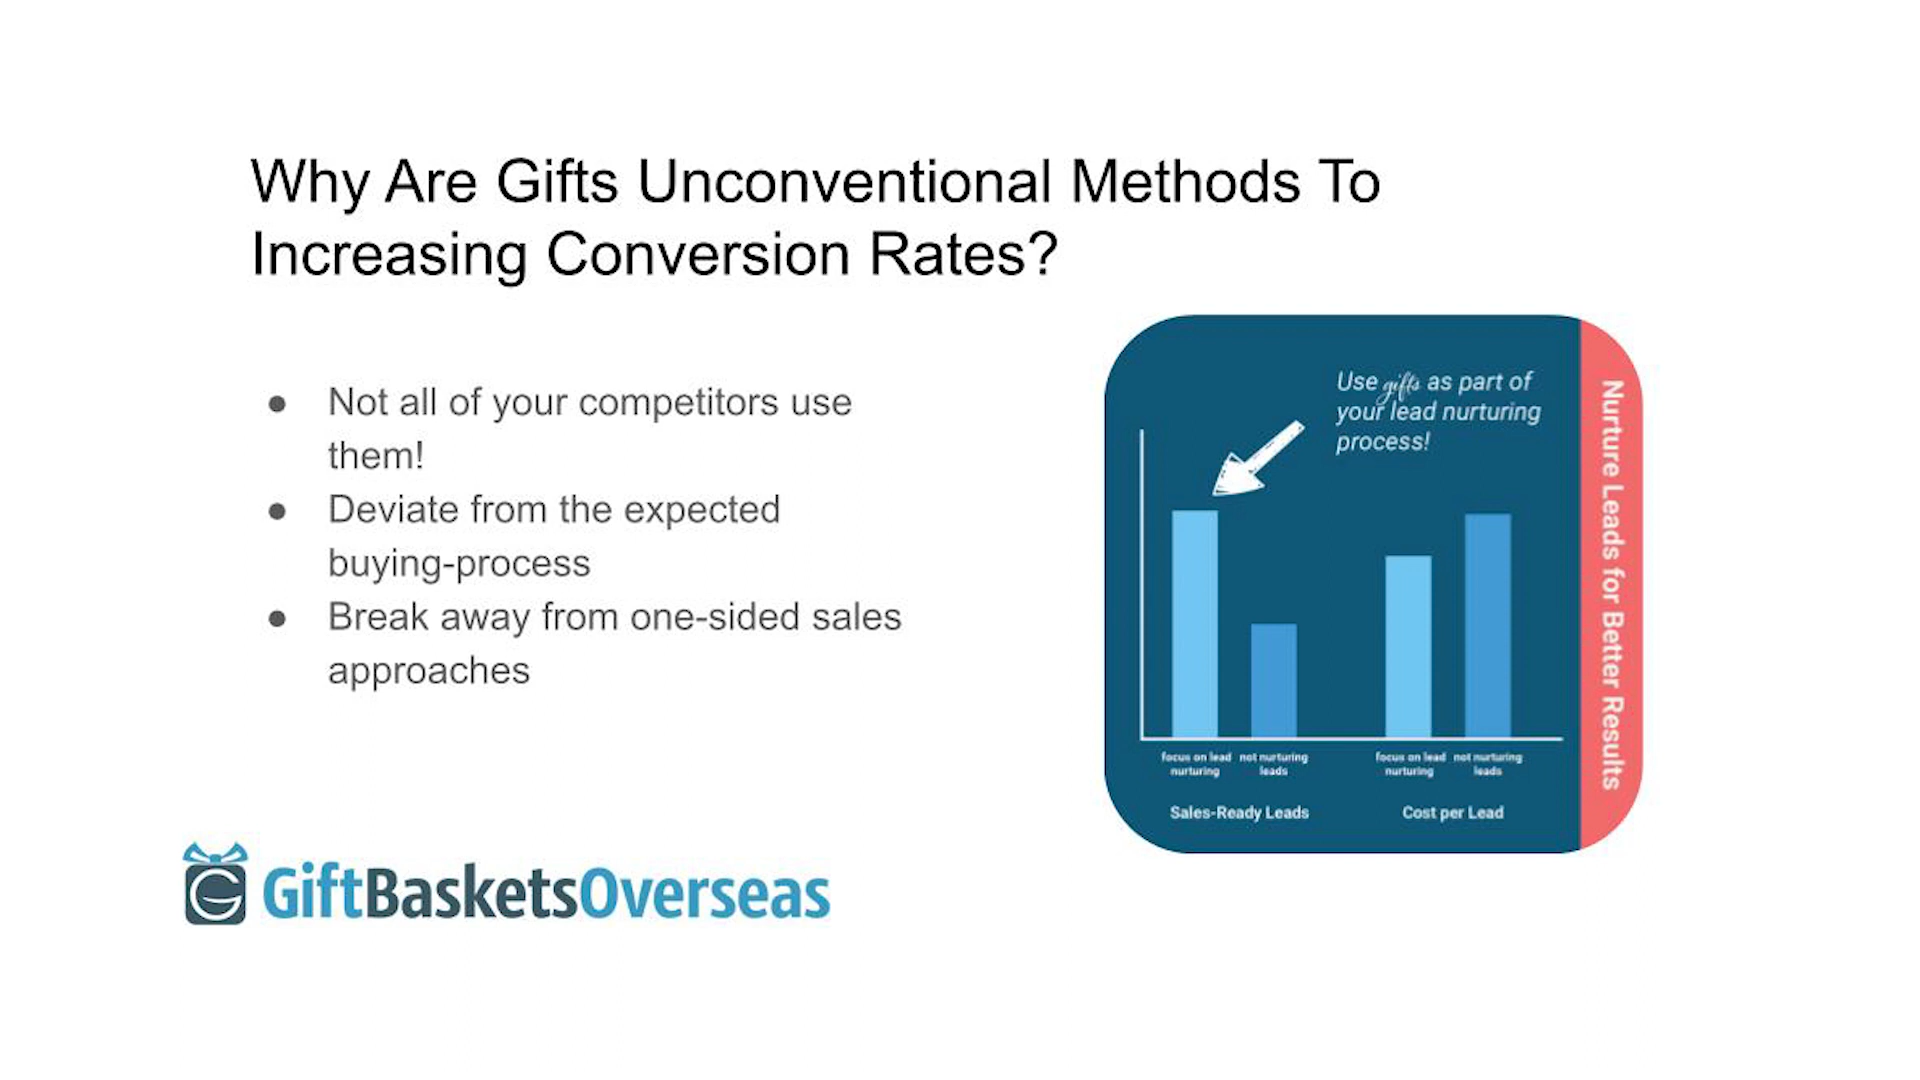 Why Are Gifts Unconventional Methods To
Increasing Conversion Rates?
● Not all of your competitors use
them!
● Deviate from the expected
buying-process
● Break away from one-sided sales
approaches
Use gifts as part of
your lead nurturing
process!
focus on lead
nurturing
not nurturing
leads
focus on lead
nurturing
not nurturing
leads
Sales-Ready Leads
Cost per Lead
Nurture Leads for Better Results
GiftBasketsOverseas